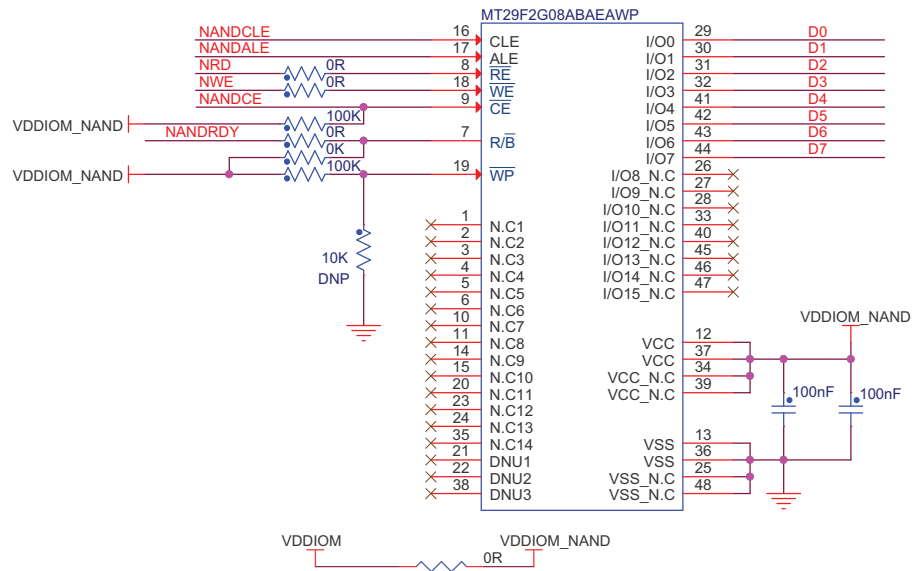 MT29F2G08ABAEAWP
NANDCLE 16 CLE
NANDALE 17 ALE
NRD 0R 8 RE
NWE 0R 18 WE
NANDCE 9 CE
VDDIOM_NAND 100K
NANDRDY 0R 7 R/B
0K
VDDIOM_NAND 100K 19 WP
10K
DNP
1 N.C1
2 N.C2
3 N.C3
4 N.C4
5 N.C5
6 N.C6
10 N.C7
11 N.C8
14 N.C9
15 N.C10
20 N.C11
23 N.C12
24 N.C13
35 N.C14
21 DNU1
22 DNU2
38 DNU3
I/O0 29 D0
I/O1 30 D1
I/O2 31 D2
I/O3 32 D3
I/O4 41 D4
I/O5 42 D5
I/O6 43 D6
I/O7 44 D7
I/O8_N.C 26
I/O9_N.C 27
I/O10_N.C 28
I/O11_N.C 33
I/O12_N.C 40
I/O13_N.C 45
I/O14_N.C 46
I/O15_N.C 47
VDDIOM_NAND
VCC 12
VCC 37
VCC_N.C 34
VCC_N.C 39
100nF 100nF
VSS 13
VSS 36
VSS_N.C 25
VSS_N.C 48
VDDIOM 0R VDDIOM_NAND